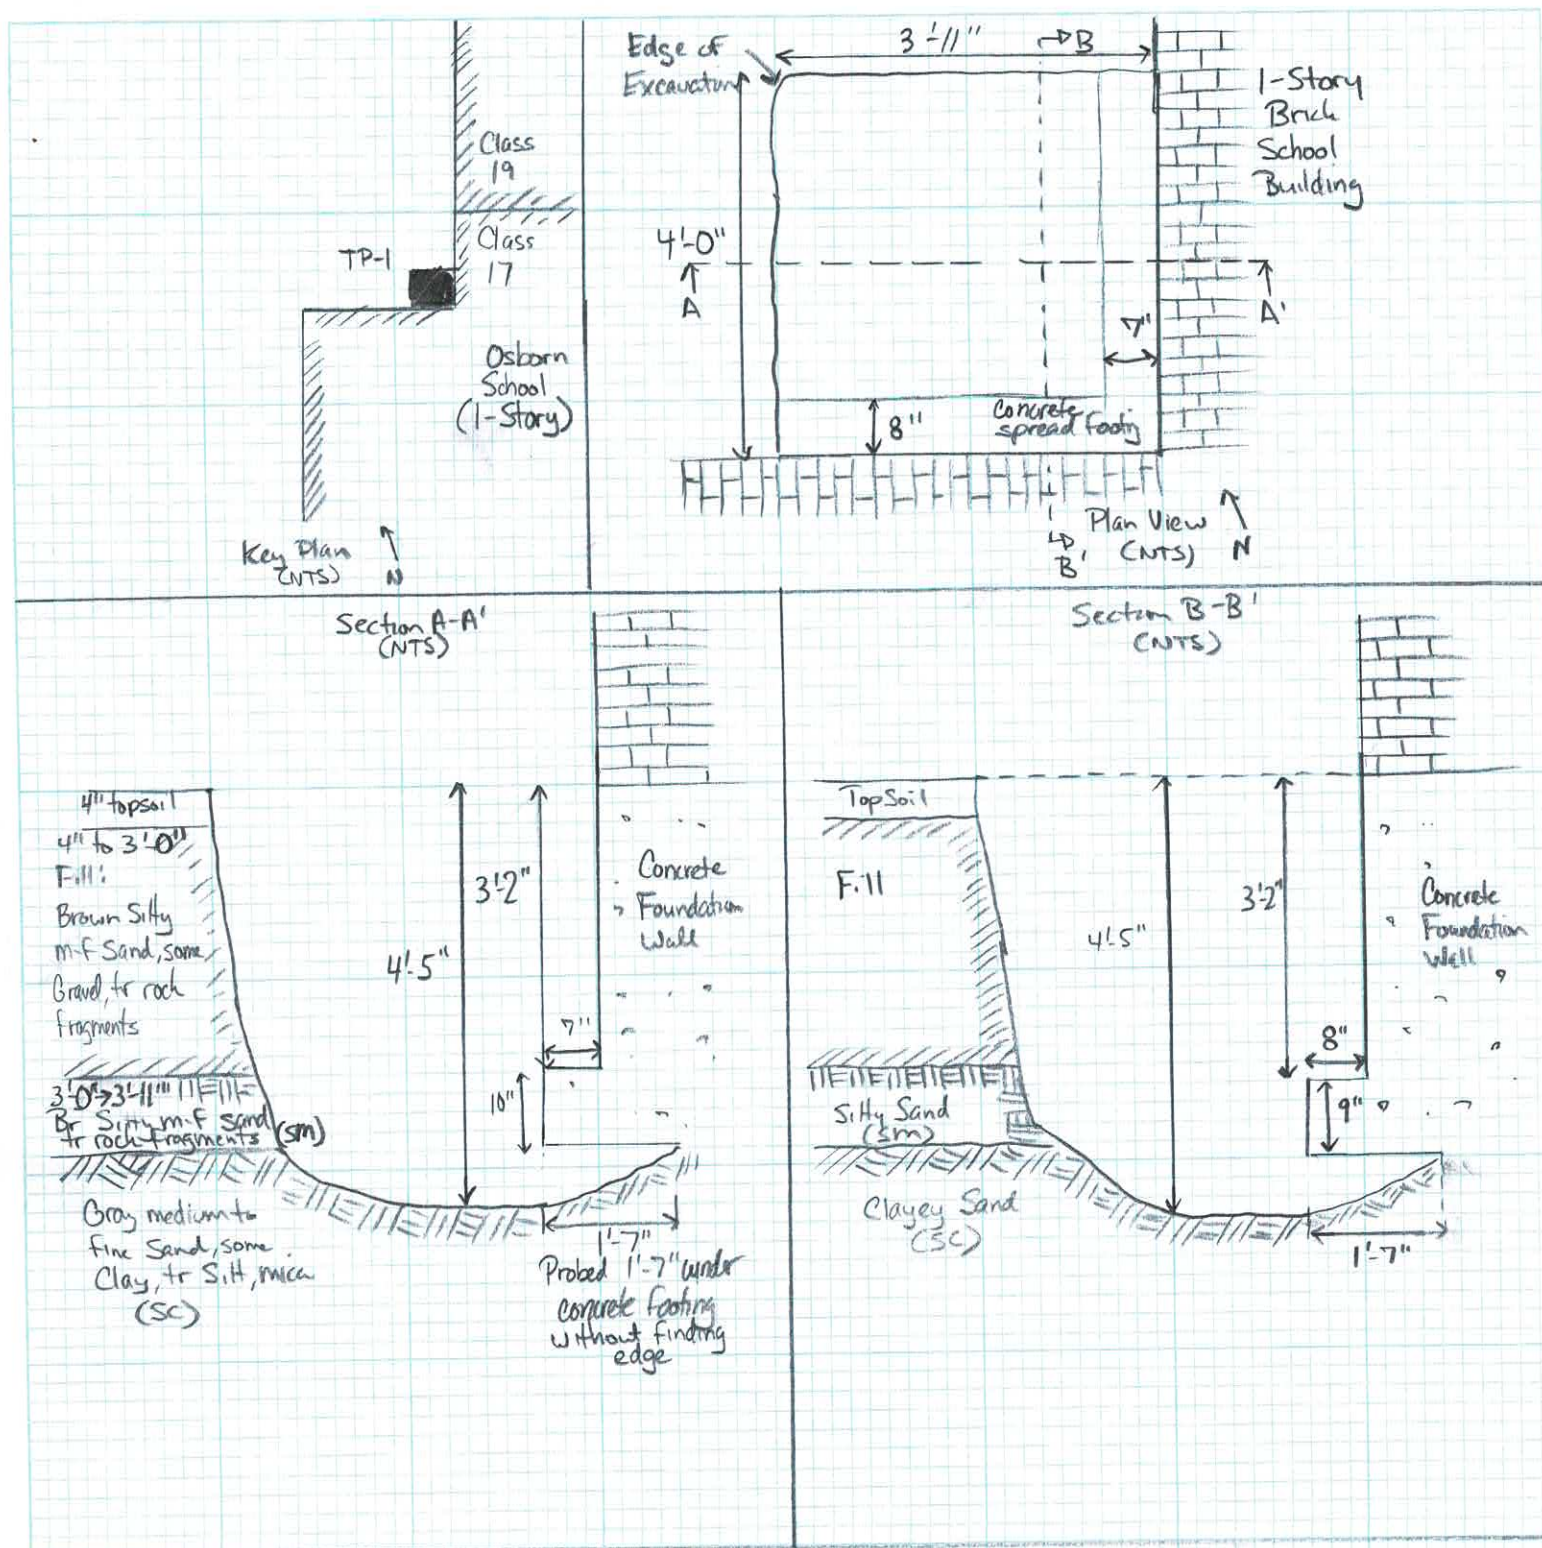 Class
19
Class
17
TP-1
Osborn
School
(1-Story)
Key Plan
(NTS)
N
Edge of
Excavation
3'-11"
B
1-Story
Brick
School
Building
4'-0"
A
A'
7"
8"
Concrete
spread footig
Plan View
(NTS)
N
B'
Section A-A'
(NTS)
4" topsoil
4" to 3'-0"
Fill:
Brown Silty
m-f Sand, some
Gravel, tr rock
fragments
3'-0"→3'-11"
Br Silty m-f sand
tr rock fragments (SM)
Gray medium to
fine Sand, some
Clay, tr Silt, mica
(SC)
3'-2"
4'-5"
7"
10"
Concrete
Foundation
Wall
1'-7"
Probed 1'-7" under
concrete footing
without finding
edge
Section B-B'
(NTS)
TopSoil
Fill
Silty Sand
(SM)
Clayey Sand
(SC)
4'-5"
3'-2"
8"
9"
Concrete
Foundation
Wall
1'-7"